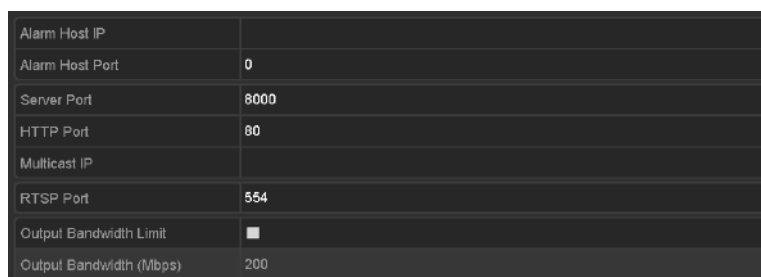 Alarm Host IP
Alarm Host Port 0
Server Port 8000
HTTP Port 80
Multicast IP
RTSP Port 554
Output Bandwidth Limit
Output Bandwidth (Mbps) 200